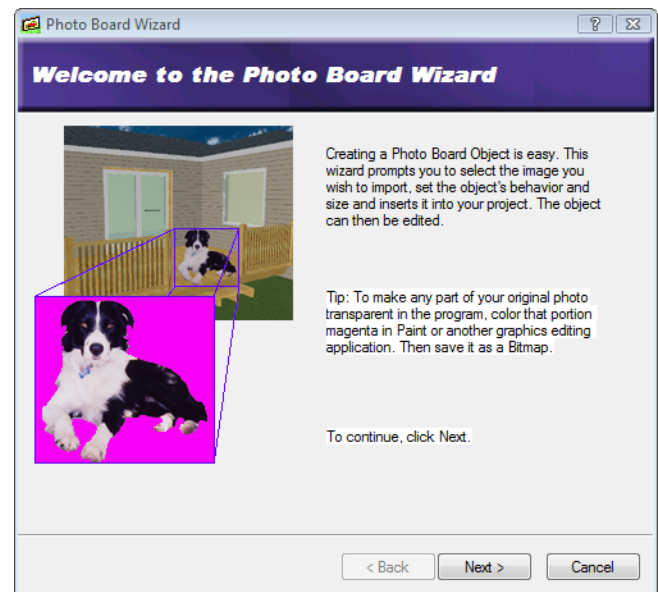 Photo Board Wizard
Welcome to the Photo Board Wizard
Creating a Photo Board Object is easy. This
wizard prompts you to select the image you
wish to import, set the object's behavior and
size and inserts it into your project. The object
can then be edited.
Tip: To make any part of your original photo
transparent in the program, color that portion
magenta in Paint or another graphics editing
application. Then save it as a Bitmap.
To continue, click Next.
< Back
Next >
Cancel